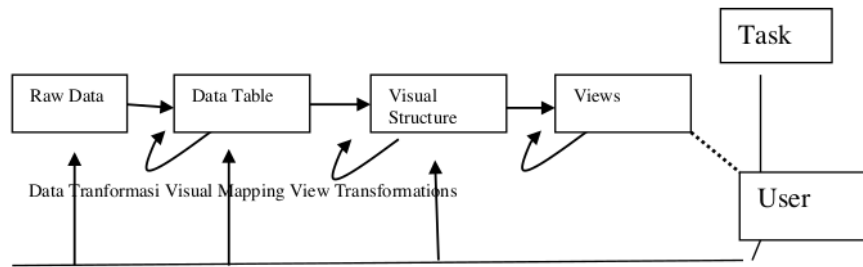 Task
Raw Data
Data Table
Visual
Structure
Views
Data Tranformasi Visual Mapping View Transformations
User